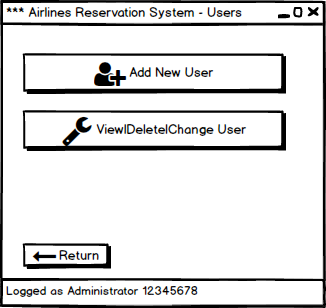 *** Airlines Reservation System - Users
Add New User
View|Delete|Change User
Return
Logged as Administrator 12345678